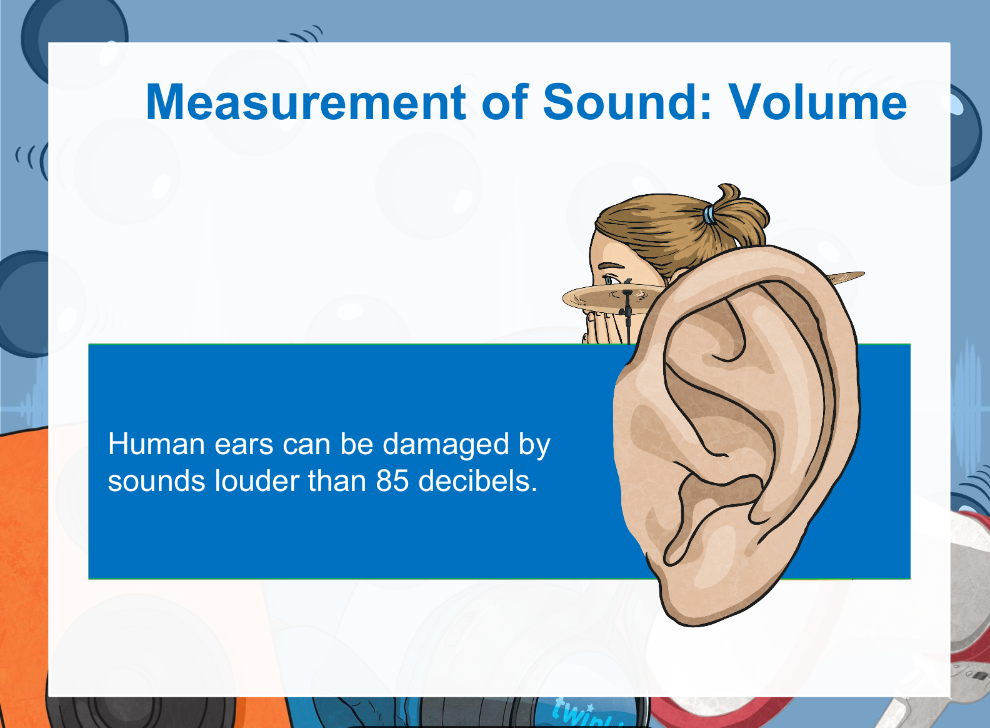 Measurement of Sound: Volume
Human ears can be damaged by
sounds louder than 85 decibels.